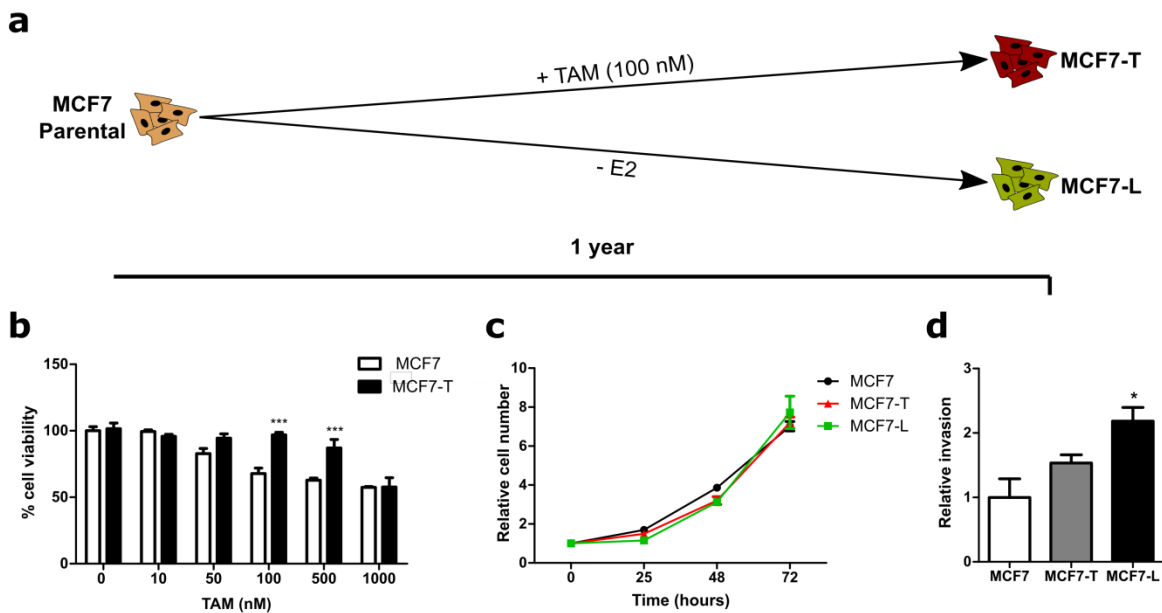 a
+ TAM (100 nM)
MCF7-T
MCF7
Parental
- E2
MCF7-L
1 year
b
% cell viability
150
100
50
0
MCF7
MCF7-T
***
***
0 10 50 100 500 1000
TAM (nM)
c
Relative cell number
10
8
6
4
2
0
MCF7
MCF7-T
MCF7-L
0 25 48 72
Time (hours)
d
Relative invasion
3
2
1
0
*
MCF7 MCF7-T MCF7-L